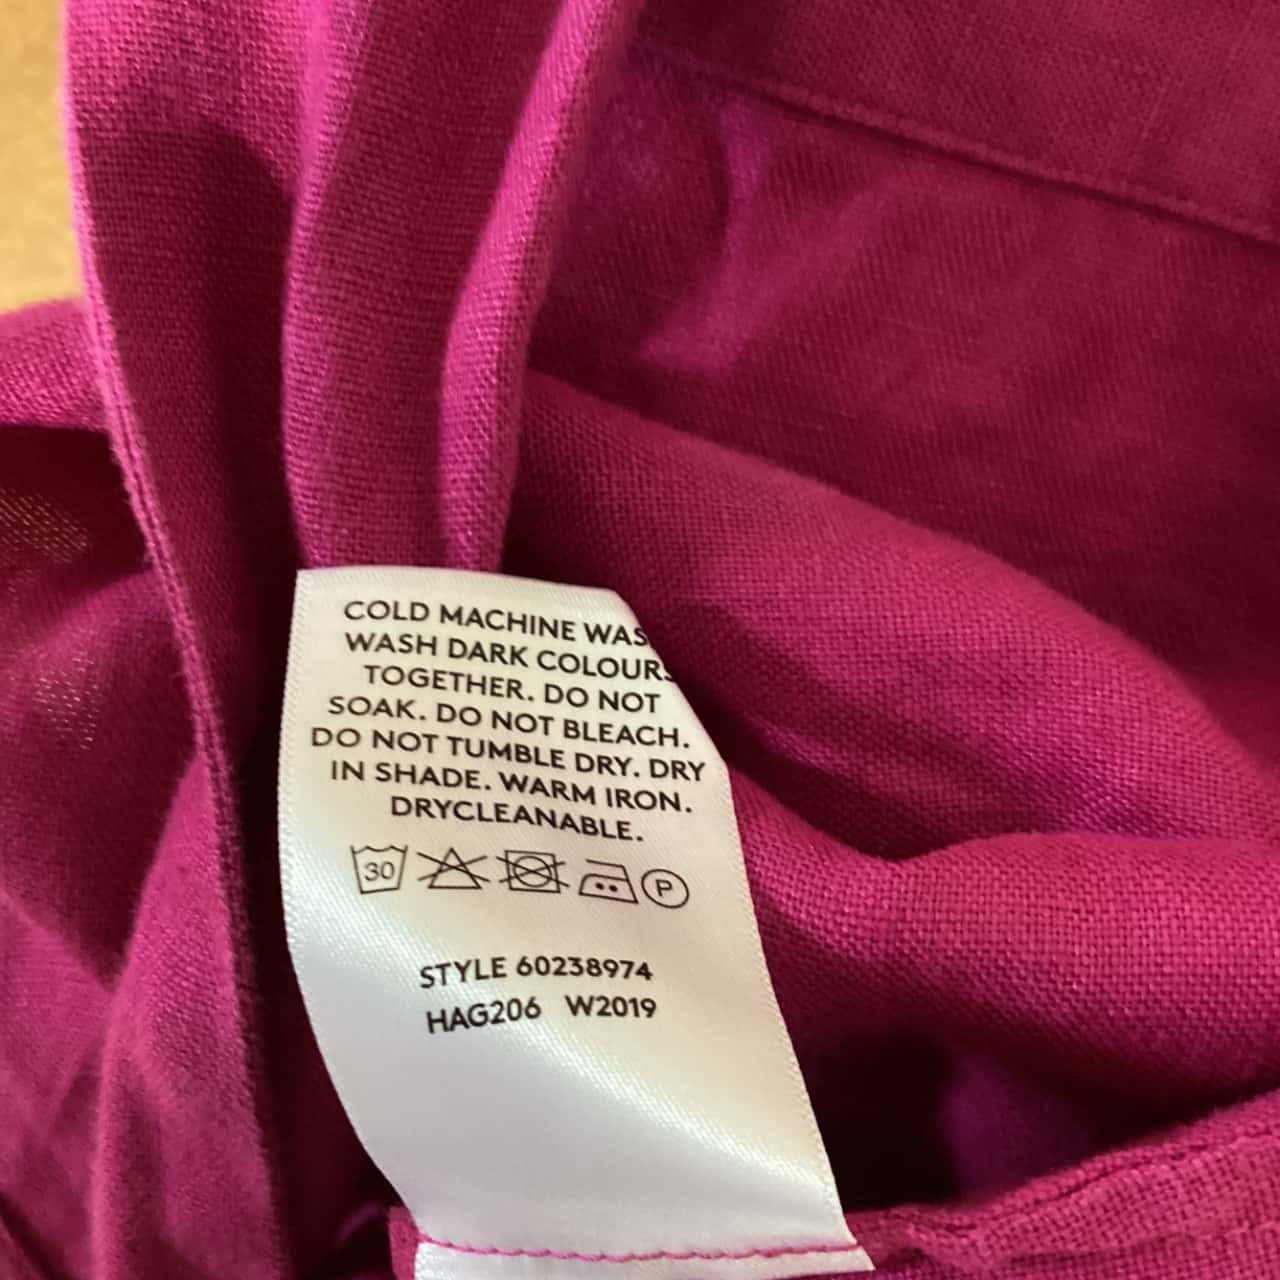 COLD MACHINE WAS
WASH DARK COLOURS
TOGETHER. DO NOT
SOAK. DO NOT BLEACH.
DO NOT TUMBLE DRY. DRY
IN SHADE. WARM IRON.
DRYCLEANABLE.
30 P
STYLE 60238974
HAG206 W2019